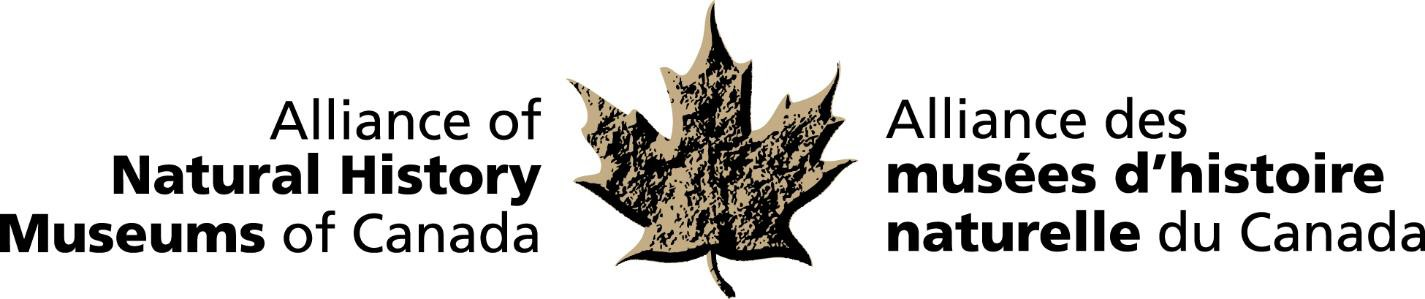 Alliance of
Natural History
Museums of Canada
Alliance des
musées d’histoire
naturelle du Canada